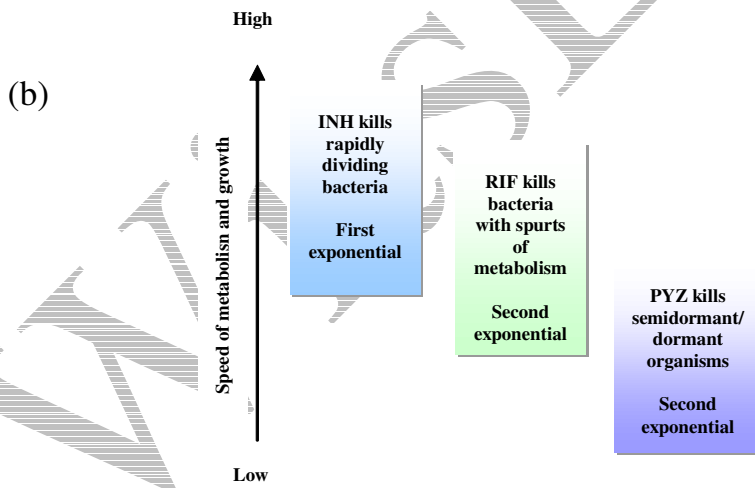 High
(b)
Speed of metabolism and growth
INH kills
rapidly
dividing
bacteria
First
exponential
RIF kills
bacteria
with spurts
of
metabolism
Second
exponential
PYZ kills
semidormant/
dormant
organisms
Second
exponential
Low